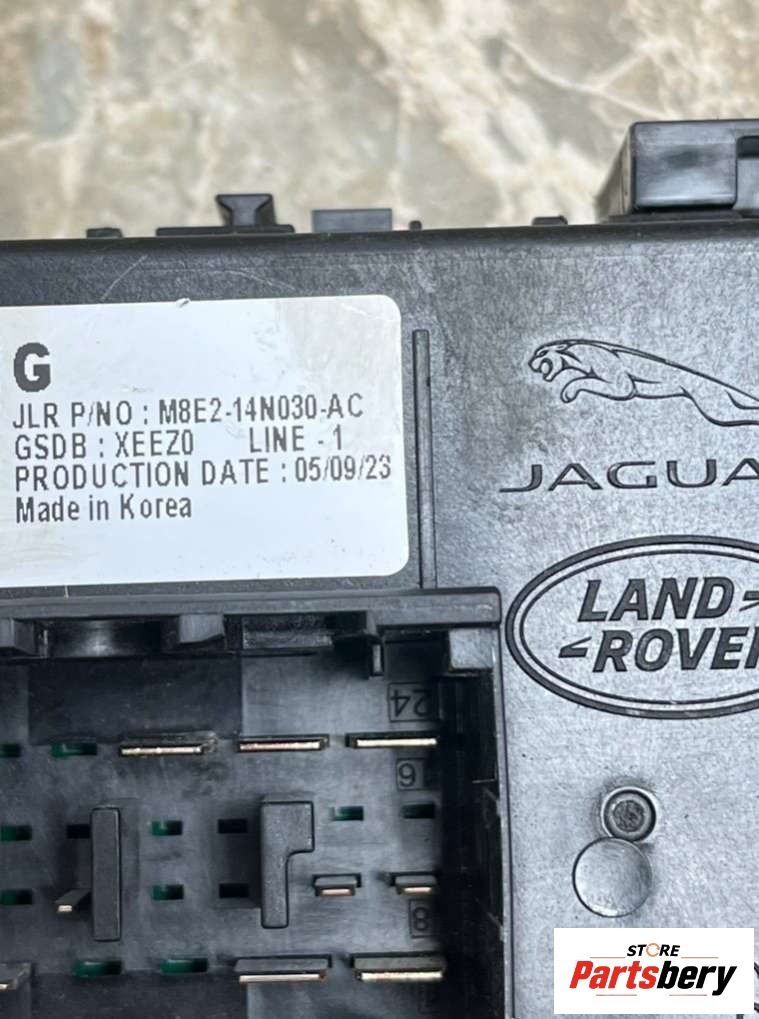 G
JLR P/NO : M8E2-14N030-AC
GSDB : XEEZ0 LINE - 1
PRODUCTION DATE : 05/09/23
Made in Korea
JAGUA
LAND
ROVER
24
16
18
STORE
Partsbery